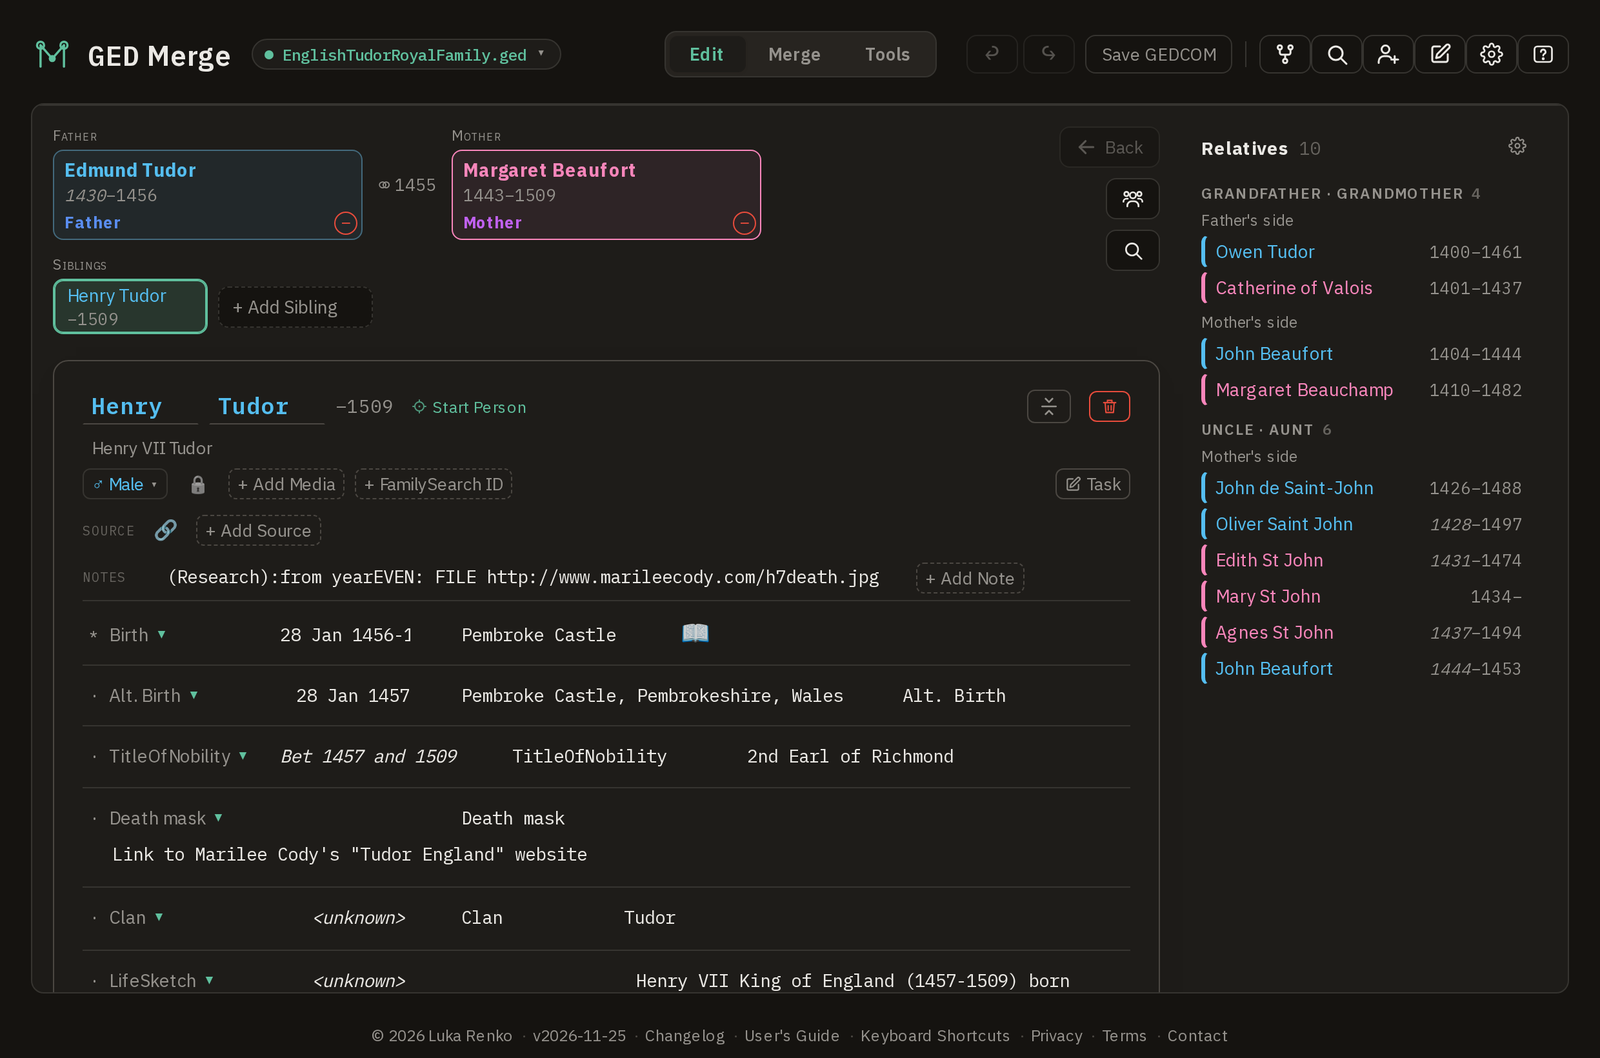 GED Merge
EnglishTudorRoyalFamily.ged
Edit Merge Tools
Save GEDCOM
Father
Edmund Tudor
1430–1456
Father
1455
Mother
Margaret Beaufort
1443–1509
Mother
Back
Siblings
Henry Tudor
–1509
+ Add Sibling
Henry Tudor –1509 Start Person
Henry VII Tudor
♂ Male + Add Media + FamilySearch ID Task
SOURCE + Add Source
NOTES (Research):from yearEVEN: FILE http://www.marileecody.com/h7death.jpg + Add Note
* Birth 28 Jan 1456-1 Pembroke Castle
· Alt. Birth 28 Jan 1457 Pembroke Castle, Pembrokeshire, Wales Alt. Birth
· TitleOfNobility Bet 1457 and 1509 TitleOfNobility 2nd Earl of Richmond
· Death mask Death mask
Link to Marilee Cody's "Tudor England" website
· Clan <unknown> Clan Tudor
· LifeSketch <unknown> Henry VII King of England (1457-1509) born
Relatives 10
GRANDFATHER · GRANDMOTHER 4
Father's side
Owen Tudor 1400–1461
Catherine of Valois 1401–1437
Mother's side
John Beaufort 1404–1444
Margaret Beauchamp 1410–1482
UNCLE · AUNT 6
Mother's side
John de Saint-John 1426–1488
Oliver Saint John 1428–1497
Edith St John 1431–1474
Mary St John 1434–
Agnes St John 1437–1494
John Beaufort 1444–1453
© 2026 Luka Renko · v2026-11-25 · Changelog · User's Guide · Keyboard Shortcuts · Privacy · Terms · Contact